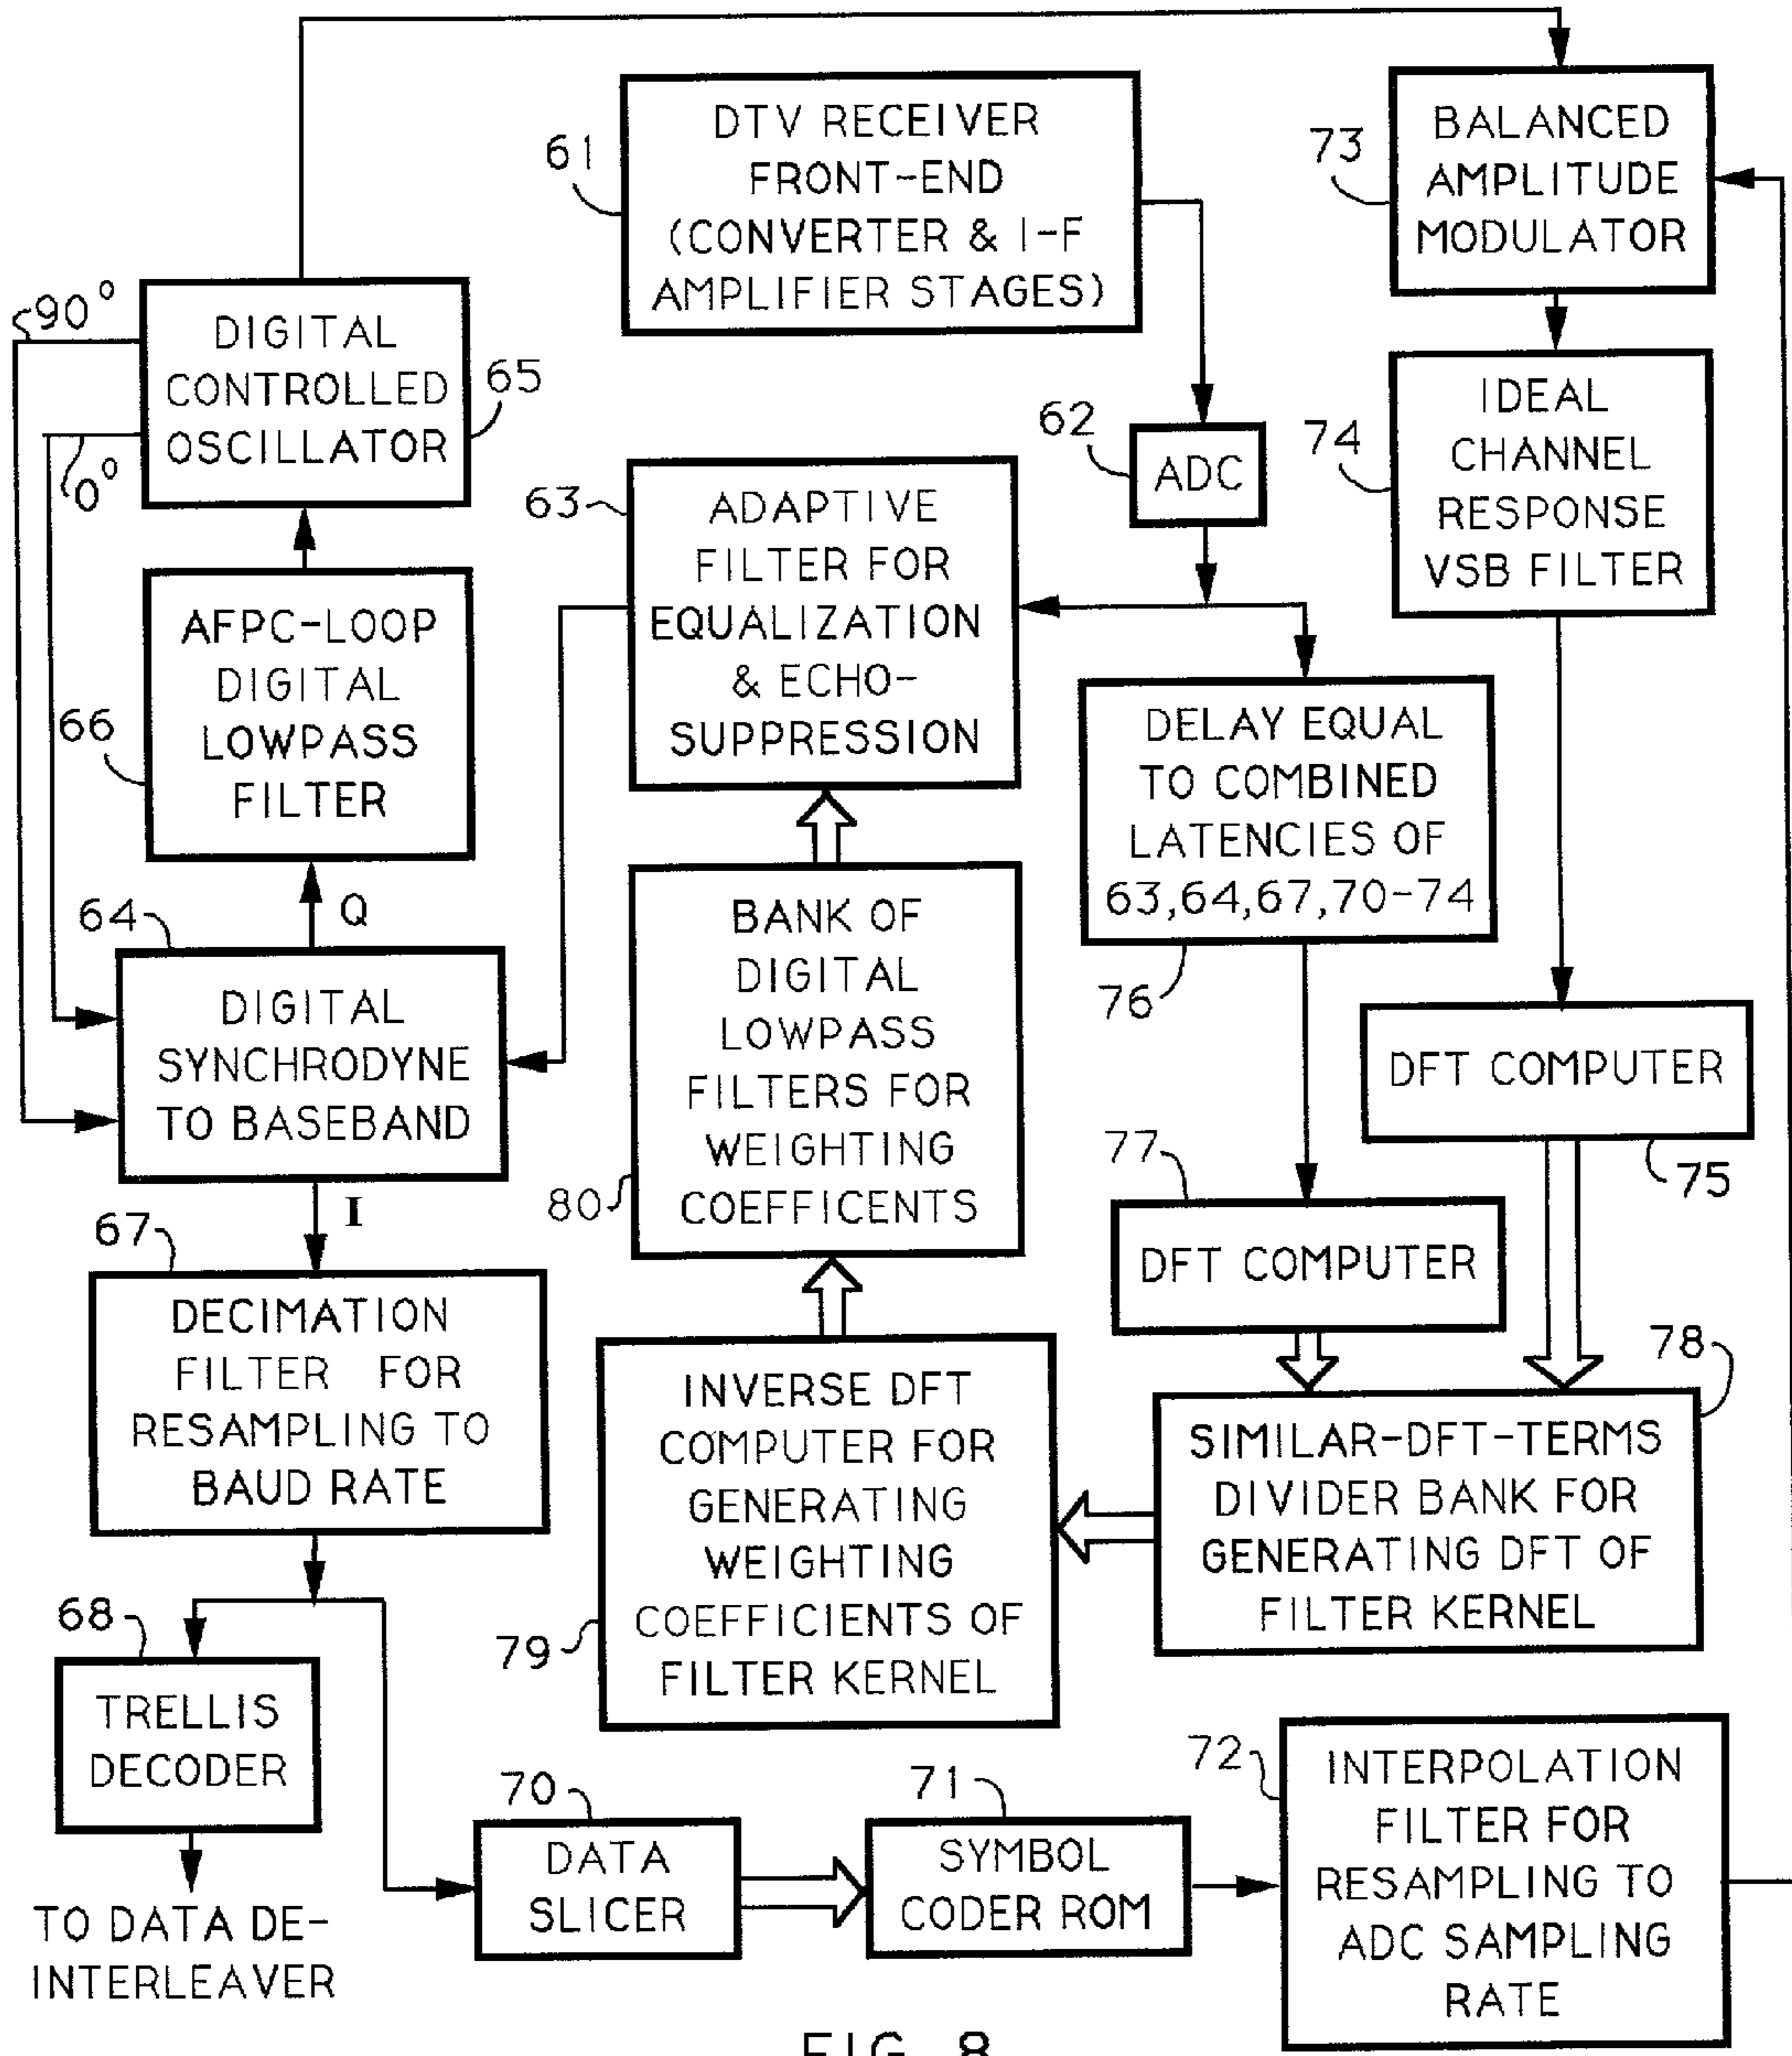 DTV RECEIVER
FRONT-END
(CONVERTER & I-F
AMPLIFIER STAGES)
61
BALANCED
AMPLITUDE
MODULATOR
73
90°
0°
DIGITAL
CONTROLLED
OSCILLATOR
65
62
ADC
IDEAL
CHANNEL
RESPONSE
VSB FILTER
74
63
ADAPTIVE
FILTER FOR
EQUALIZATION
& ECHO-
SUPPRESSION
AFPC-LOOP
DIGITAL
LOWPASS
FILTER
66
DELAY EQUAL
TO COMBINED
LATENCIES OF
63,64,67,70-74
76
Q
64
DIGITAL
SYNCHRODYNE
TO BASEBAND
I
BANK OF
DIGITAL
LOWPASS
FILTERS FOR
WEIGHTING
COEFFICENTS
80
DFT COMPUTER
75
77
DFT COMPUTER
67
DECIMATION
FILTER FOR
RESAMPLING TO
BAUD RATE
INVERSE DFT
COMPUTER FOR
GENERATING
WEIGHTING
COEFFICIENTS OF
FILTER KERNEL
79
78
SIMILAR-DFT-TERMS
DIVIDER BANK FOR
GENERATING DFT OF
FILTER KERNEL
68
TRELLIS
DECODER
TO DATA DE-
INTERLEAVER
70
DATA
SLICER
71
SYMBOL
CODER ROM
72
INTERPOLATION
FILTER FOR
RESAMPLING TO
ADC SAMPLING
RATE
FIG. 8